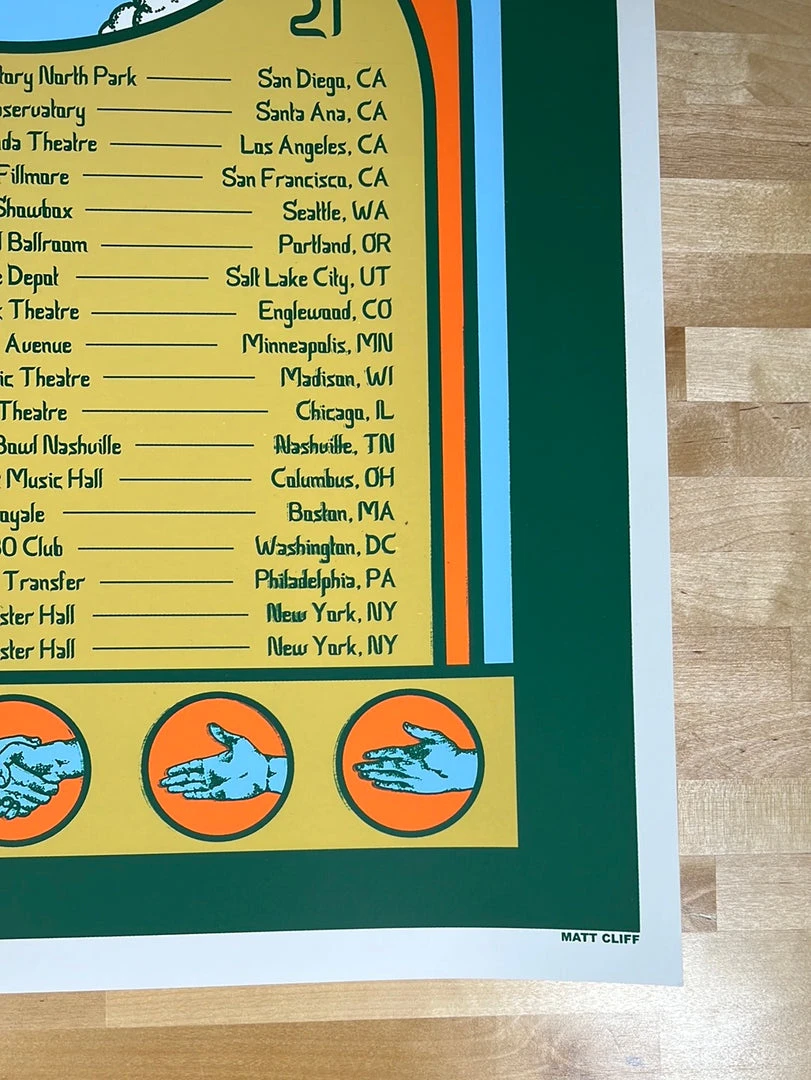 21
tory North Park San Diego, CA
servatory Santa Ana, CA
da Theatre Los Angeles, CA
Fillmore San Francisco, CA
Showbox Seattle, WA
Ballroom Portland, OR
Depot Salt Lake City, UT
Theatre Englewood, CO
Avenue Minneapolis, MN
ic Theatre Madison, WI
Theatre Chicago, IL
Bowl Nashville Nashville, TN
Music Hall Columbus, OH
oyale Boston, MA
30 Club Washington, DC
Transfer Philadelphia, PA
ster Hall New York, NY
ster Hall New York, NY
MATT CLIFF